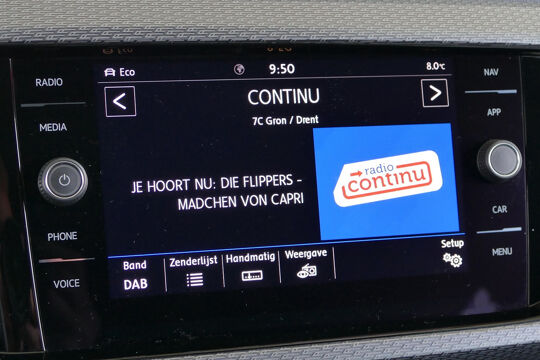 RADIO
MEDIA
PHONE
VOICE
Eco
9:50
8.0°C
<
CONTINU
>
7C Gron / Drent
JE HOORT NU: DIE FLIPPERS -
MADCHEN VON CAPRI
radio
continu
Band
DAB
Zenderlijst
Handmatig
Weergave
Setup
NAV
APP
CAR
MENU